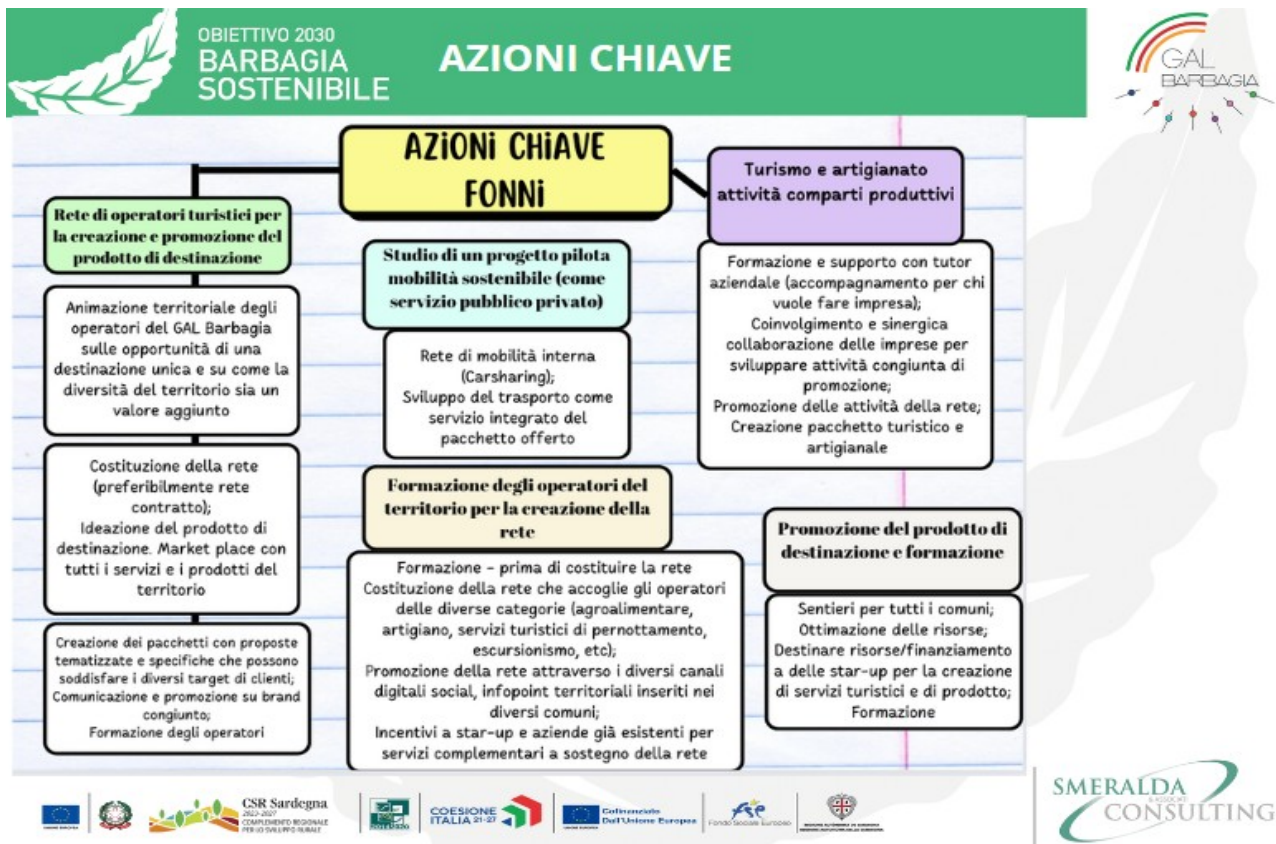 OBIETTIVO 2030
BARBAGIA
SOSTENIBILE
AZIONI CHIAVE
GAL
BARBAGIA
AZIONI CHIAVE
FONNI
Rete di operatori turistici per
la creazione e promozione del
prodotto di destinazione
Animazione territoriale degli
operatori del GAL Barbagia
sulle opportunità di una
destinazione unica e su come la
diversità del territorio sia un
valore aggiunto
Costituzione della rete
(preferibilmente rete
contratto);
Ideazione del prodotto di
destinazione. Market place con
tutti i servizi e i prodotti del
territorio
Creazione dei pacchetti con proposte
tematizzate e specifiche che possono
soddisfare i diversi target di clienti;
Comunicazione e promozione su brand
congiunto;
Formazione degli operatori
Studio di un progetto pilota
mobilità sostenibile (come
servizio pubblico privato)
Rete di mobilità interna
(Carsharing);
Sviluppo del trasporto come
servizio integrato del
pacchetto offerto
Formazione degli operatori del
territorio per la creazione della
rete
Formazione – prima di costituire la rete
Costituzione della rete che accoglie gli operatori
delle diverse categorie (agroalimentare,
artigiano, servizi turistici di pernottamento,
escursionismo, etc);
Promozione della rete attraverso i diversi canali
digitali social, infopoint territoriali inseriti nei
diversi comuni;
Incentivi a star-up e aziende già esistenti per
servizi complementari a sostegno della rete
Turismo e artigianato
attività comparti produttivi
Formazione e supporto con tutor
aziendale (accompagnamento per chi
vuole fare impresa);
Coinvolgimento e sinergica
collaborazione delle imprese per
sviluppare attività congiunta di
promozione;
Promozione delle attività della rete;
Creazione pacchetto turistico e
artigianale
Promozione del prodotto di
destinazione e formazione
Sentieri per tutti i comuni;
Ottimazione delle risorse;
Destinare risorse/finanziamento
a delle star-up per la creazione
di servizi turistici e di prodotto;
Formazione
CSR Sardegna
2023-2027
COMPLEMENTO REGIONALE
PER LO SVILUPPO RURALE
COESIONE
ITALIA 21-27
Cofinanziato
Dall'Unione Europea
fse
Fondo Sociale Europeo
SMERALDA
& ASSOCIATI
CONSULTING